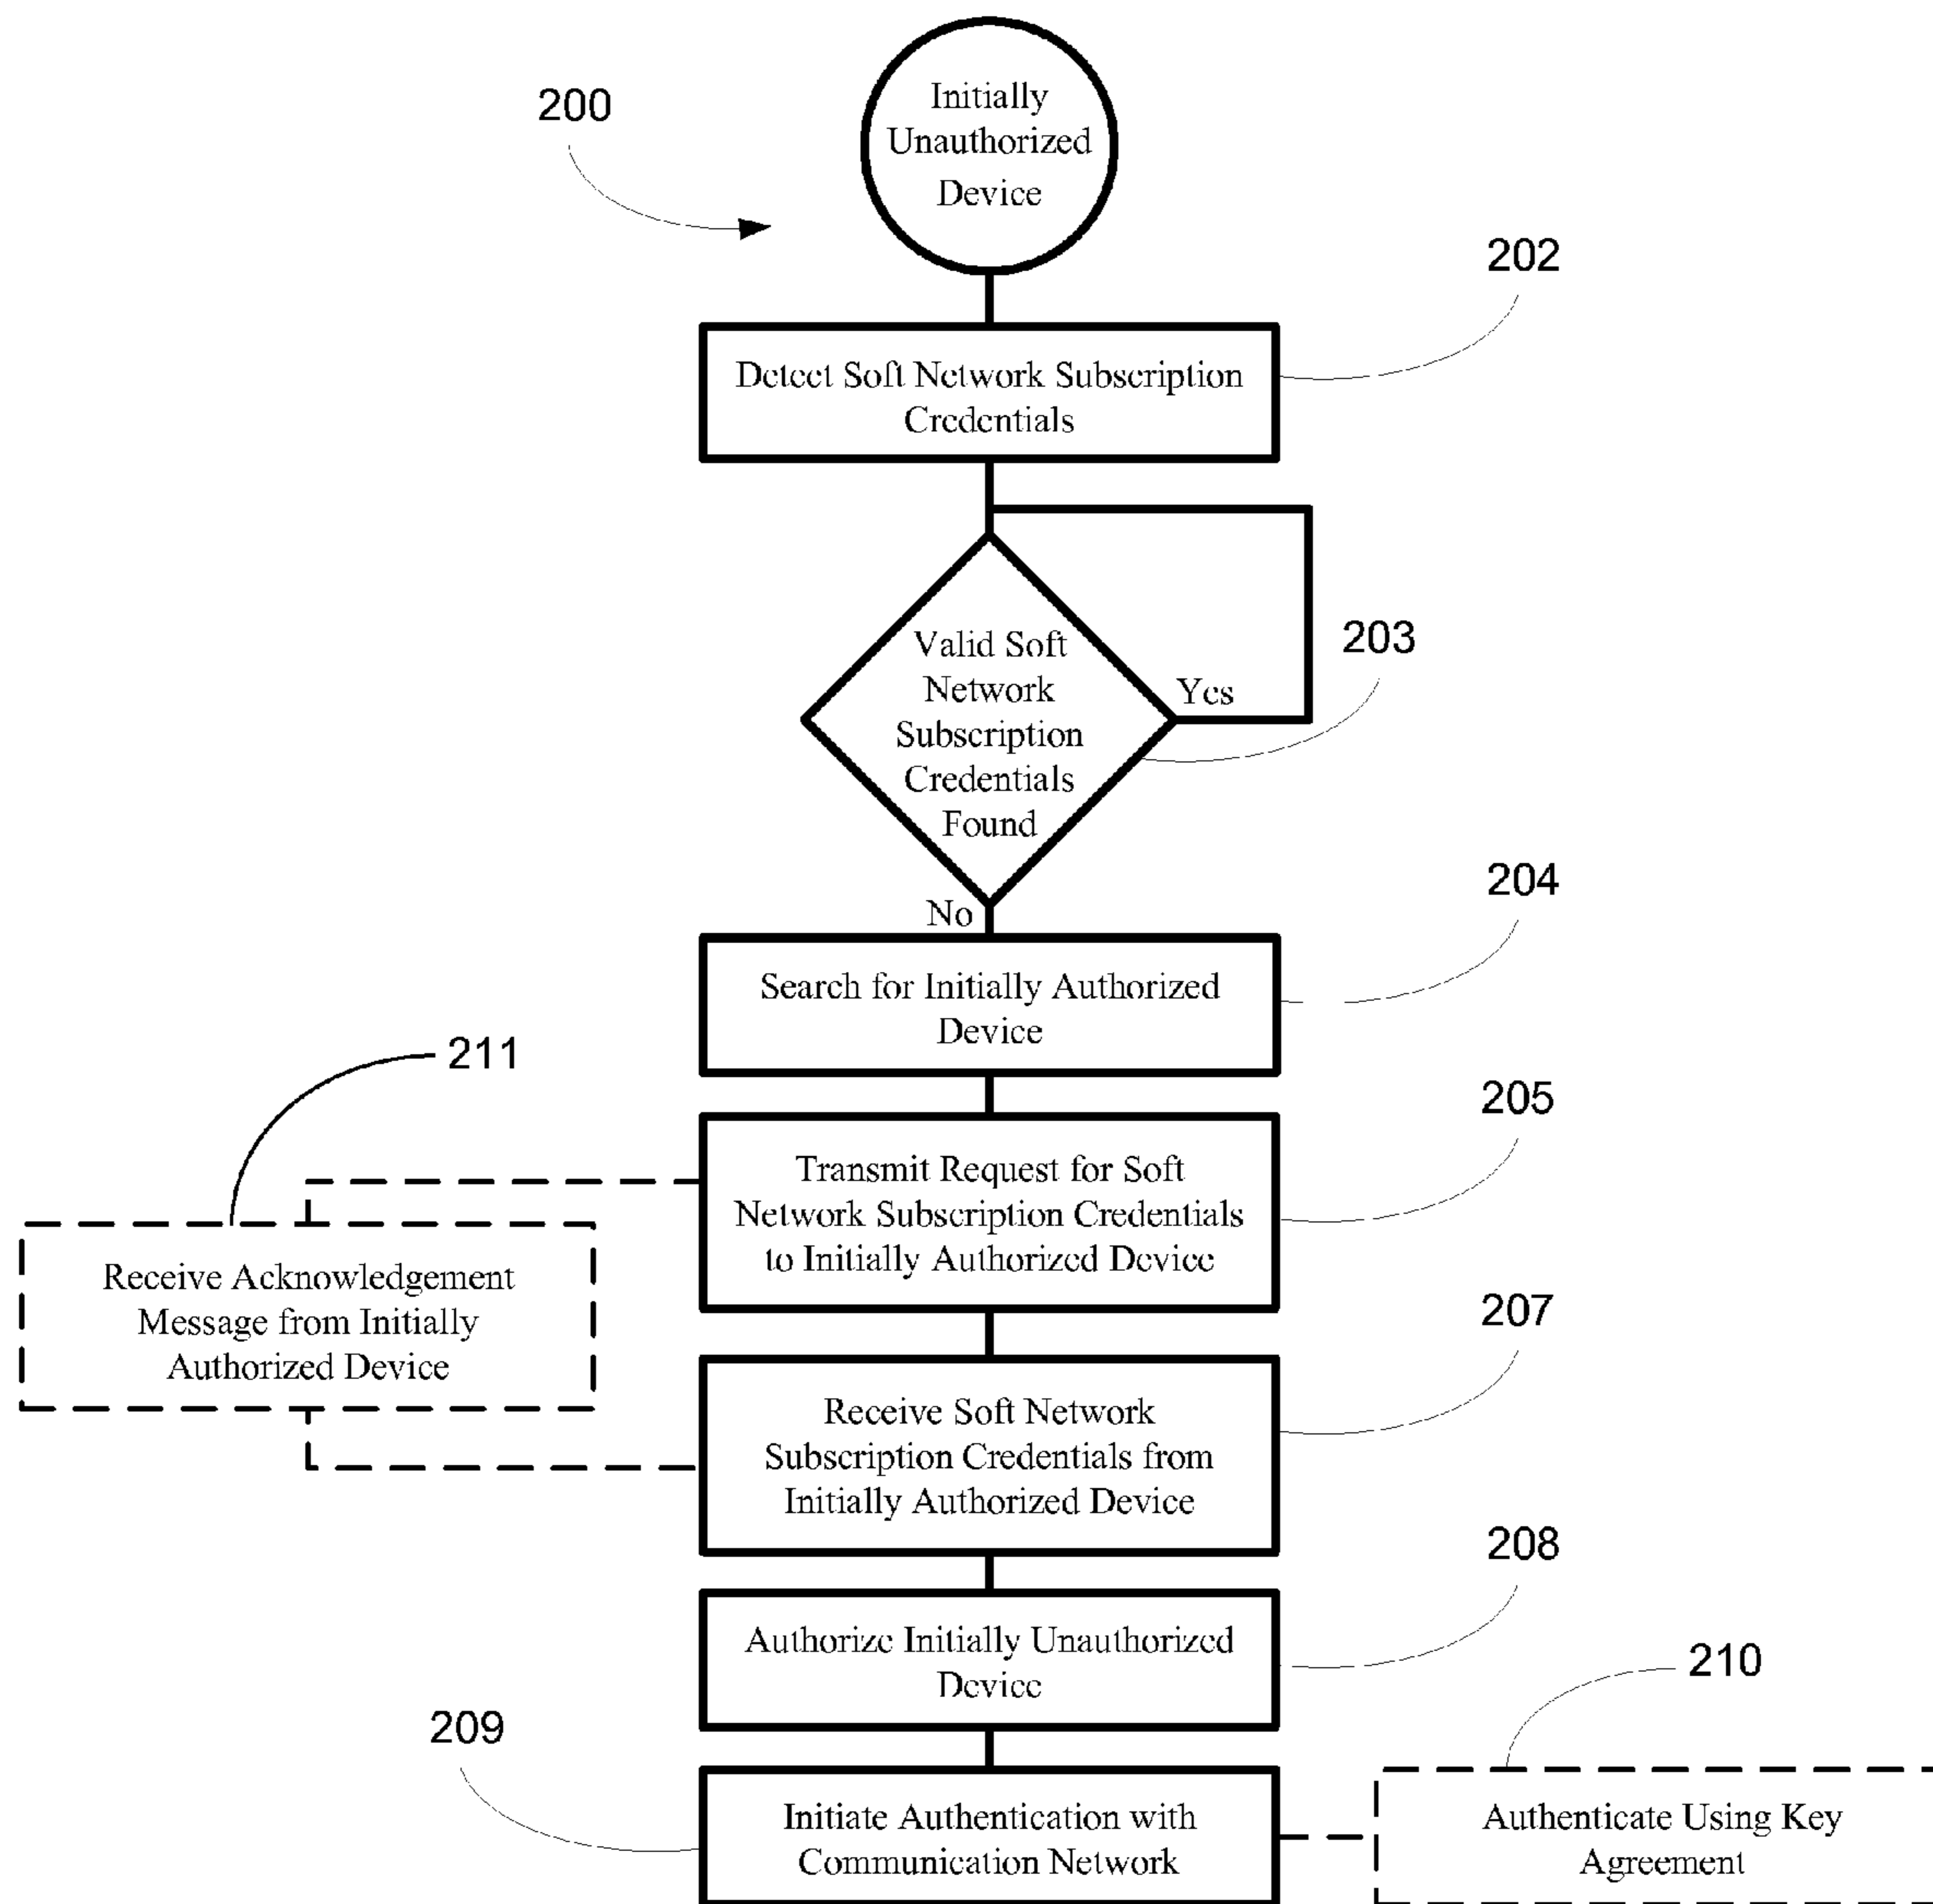 200
Initially
Unauthorized
Device
202
Detect Soft Network Subscription
Credentials
203
Valid Soft
Network
Subscription
Credentials
Found
Yes
No
204
Search for Initially Authorized
Device
211
205
Transmit Request for Soft
Network Subscription Credentials
to Initially Authorized Device
Receive Acknowledgement
Message from Initially
Authorized Device
207
Receive Soft Network
Subscription Credentials from
Initially Authorized Device
208
Authorize Initially Unauthorized
Device
210
209
Initiate Authentication with
Communication Network
Authenticate Using Key
Agreement